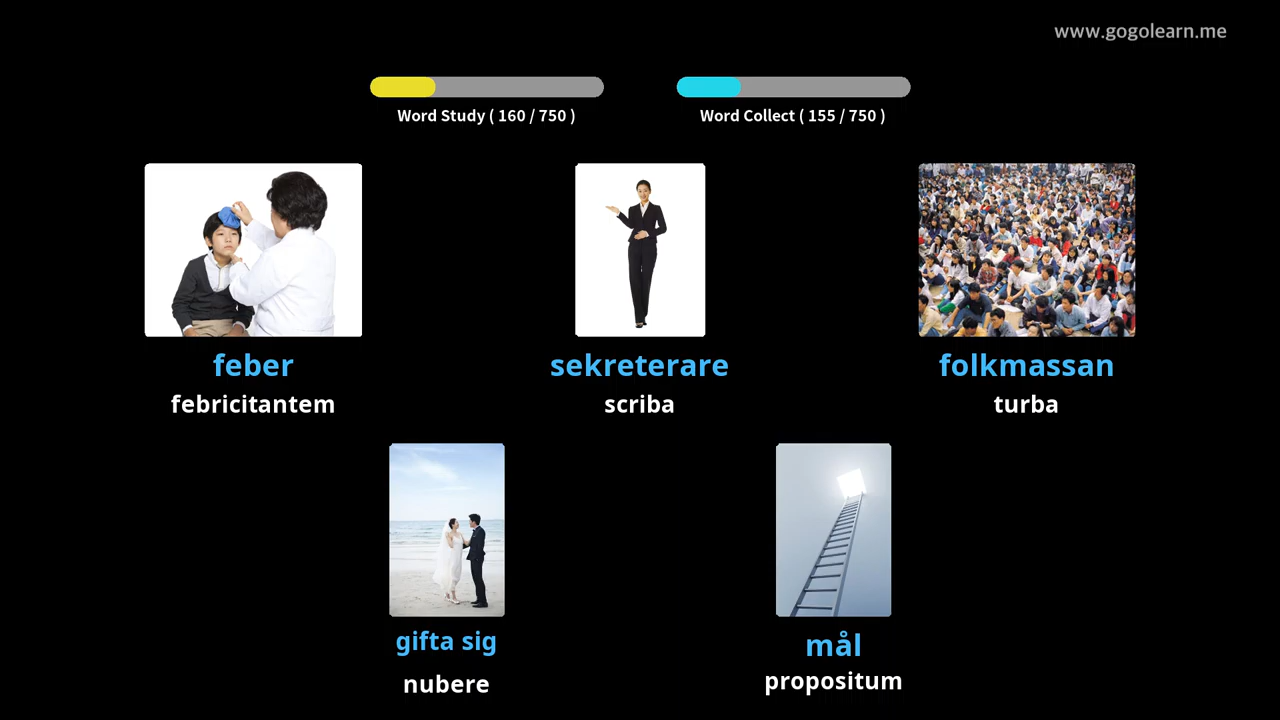 www.gogolearn.me
Word Study ( 160 / 750 )
Word Collect ( 155 / 750 )
feber
febricitantem
sekreterare
scriba
folkmassan
turba
gifta sig
nubere
mål
propositum